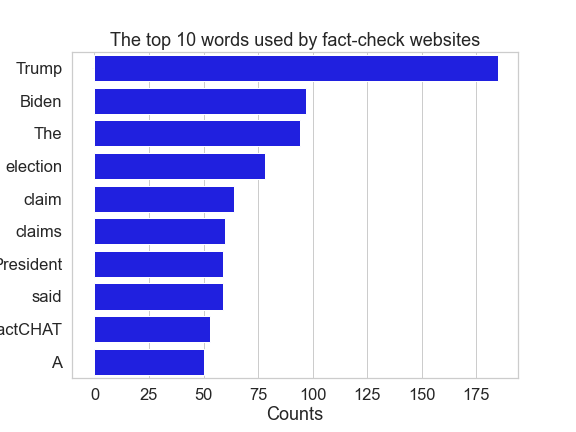 The top 10 words used by fact-check websites
Trump
Biden
The
election
claim
claims
President
said
actCHAT
A
0 25 50 75 100 125 150 175
Counts